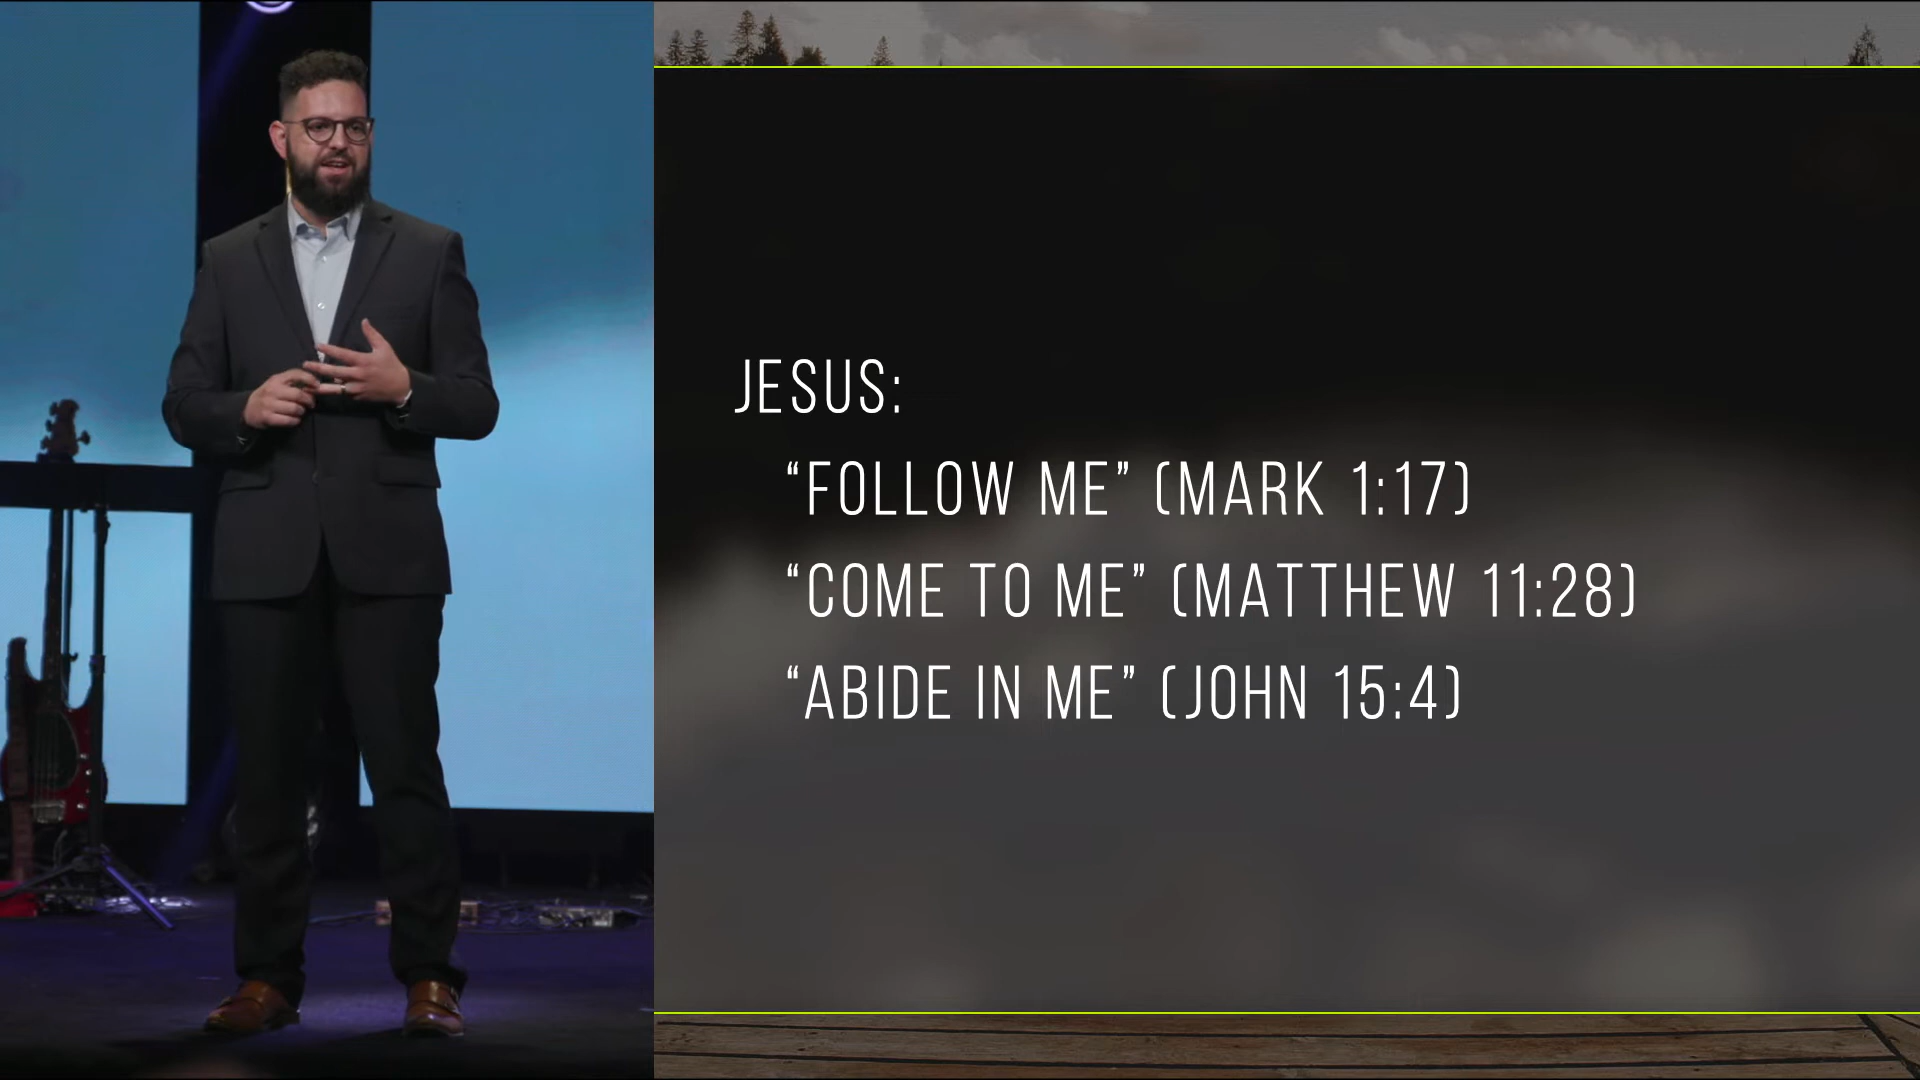 JESUS:
“FOLLOW ME” (MARK 1:17)
“COME TO ME” (MATTHEW 11:28)
“ABIDE IN ME” (JOHN 15:4)